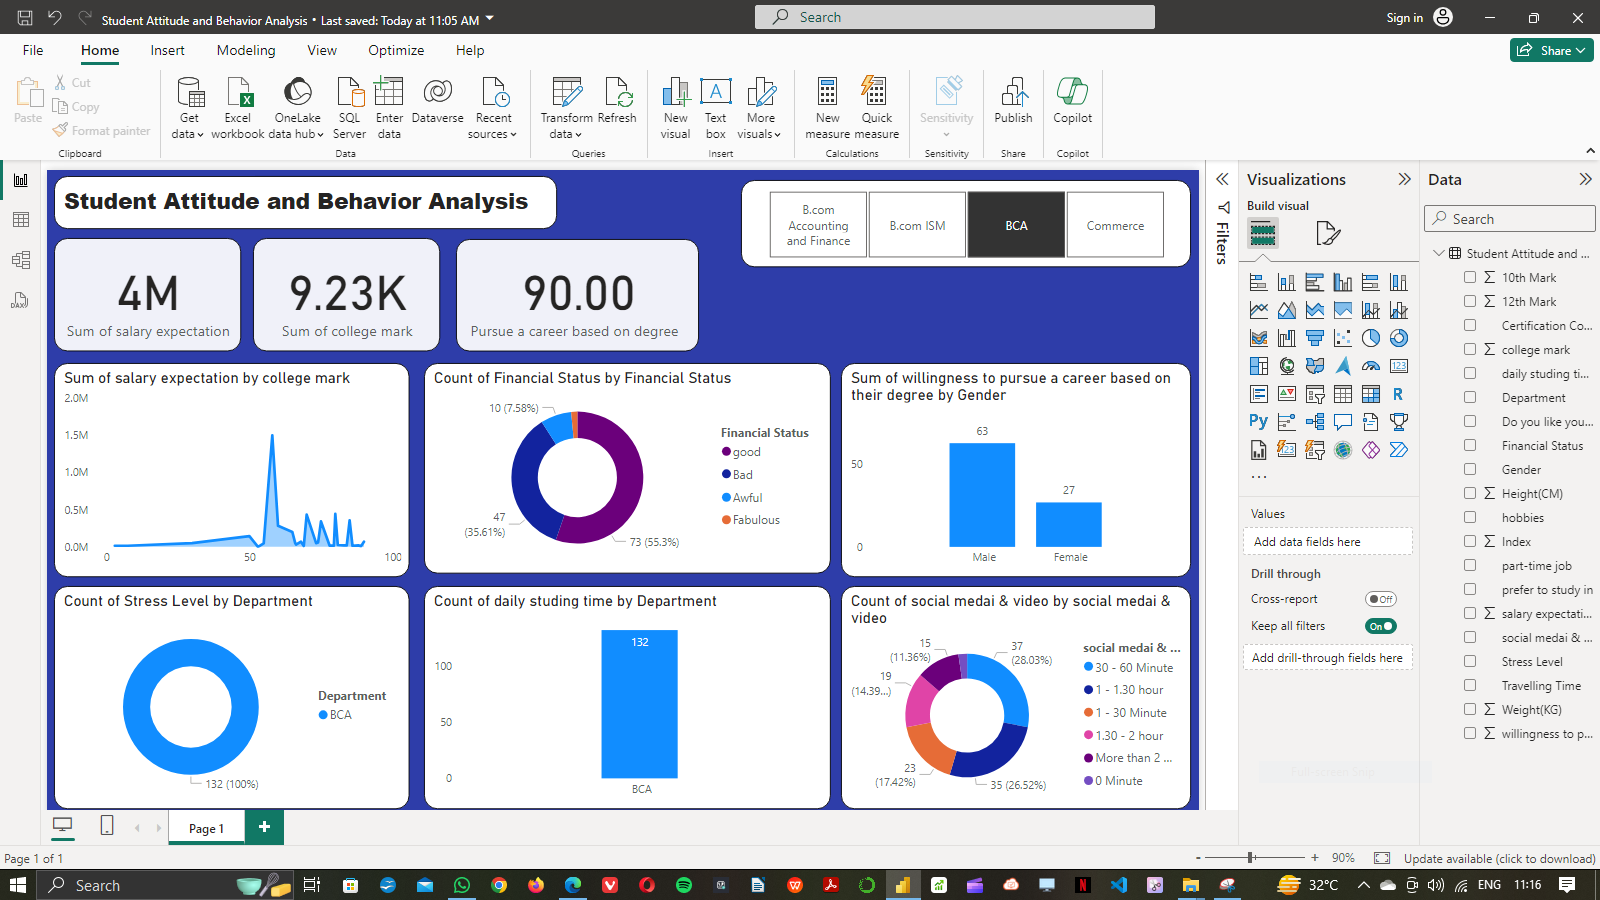 Student Attitude and Behavior Analysis • Last saved: Today at 11:05 AM
Search
Sign in
File
Home
Insert
Modeling
View
Optimize
Help
Share
Paste
Cut
Copy
Format painter
Clipboard
Get data
Excel workbook
OneLake data hub
SQL Server
Enter data
Dataverse
Recent sources
Data
Transform data
Refresh
Queries
New visual
Text box
More visuals
Insert
New measure
Quick measure
Calculations
Sensitivity
Sensitivity
Publish
Share
Copilot
Copilot
Student Attitude and Behavior Analysis
B.com Accounting and Finance
B.com ISM
BCA
Commerce
4M
Sum of salary expectation
9.23K
Sum of college mark
90.00
Pursue a career based on degree
Sum of salary expectation by college mark
2.0M
1.5M
1.0M
0.5M
0.0M
0
50
100
Count of Financial Status by Financial Status
10 (7.58%)
47
(35.61%)
73 (55.3%)
Financial Status
good
Bad
Awful
Fabulous
Sum of willingness to pursue a career based on
their degree by Gender
50
0
63
27
Male
Female
Count of Stress Level by Department
132 (100%)
Department
BCA
Count of daily studing time by Department
100
50
0
132
BCA
Count of social medai & video by social medai &
video
15
(11.36%)
19
(14.39...)
23
(17.42%)
37
(28.03%)
35 (26.52%)
social medai & ...
30 - 60 Minute
1 - 1.30 hour
1 - 30 Minute
1.30 - 2 hour
More than 2 ...
0 Minute
Filters
Visualizations
Build visual
123
R
Py
123
...
Values
Add data fields here
Drill through
Cross-report
Off
Keep all filters
On
Add drill-through fields here
Data
Search
Student Attitude and ...
10th Mark
12th Mark
Certification Co...
college mark
daily studing ti...
Department
Do you like you...
Financial Status
Gender
Height(CM)
hobbies
Index
part-time job
prefer to study in
salary expectati...
social medai & ...
Stress Level
Travelling Time
Weight(KG)
willingness to p...
Page 1
Page 1 of 1
- + 90%
Update available (click to download)
Search
32°C
ENG
11:16